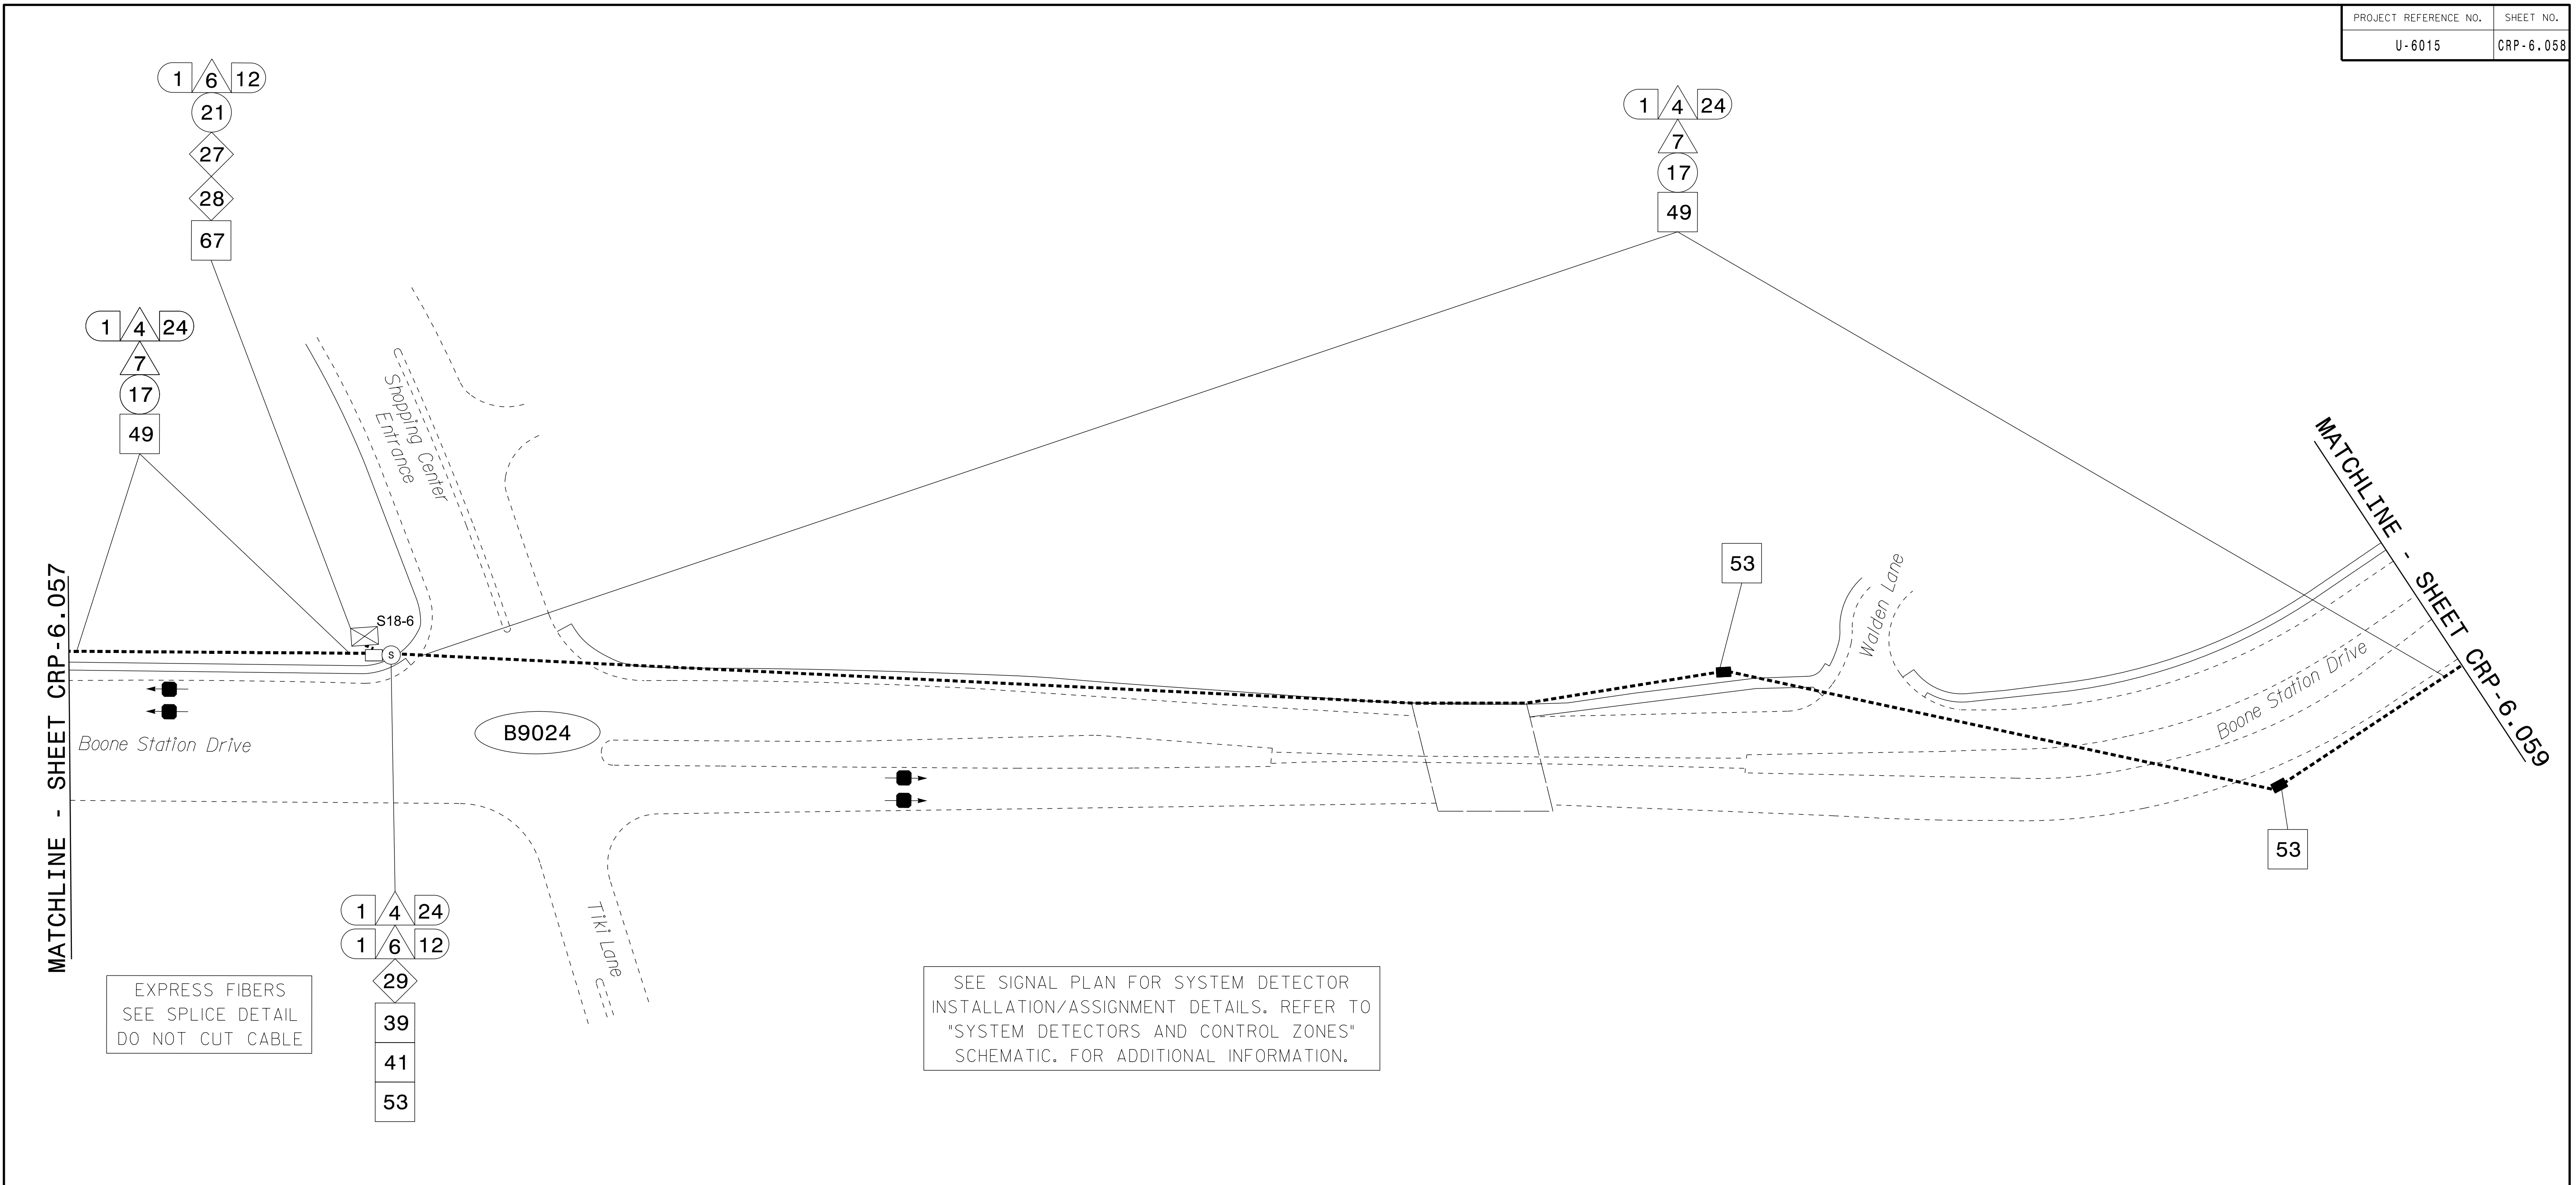 PROJECT REFERENCE NO.
SHEET NO.
U-6015
CRP-6.058
1 6 12
21
27
28
67
1 4 24
7
17
49
1 4 24
7
17
49
Shopping Center
Entrance
S18-6
MATCHLINE - SHEET CRP-6.057
S
Boone Station Drive
B9024
53
Walden Lane
Boone Station Drive
MATCHLINE - SHEET CRP-6.059
53
Tiki Lane
1 4 24
1 6 12
29
39
41
53
EXPRESS FIBERS
SEE SPLICE DETAIL
DO NOT CUT CABLE
SEE SIGNAL PLAN FOR SYSTEM DETECTOR
INSTALLATION/ASSIGNMENT DETAILS. REFER TO
"SYSTEM DETECTORS AND CONTROL ZONES"
SCHEMATIC. FOR ADDITIONAL INFORMATION.